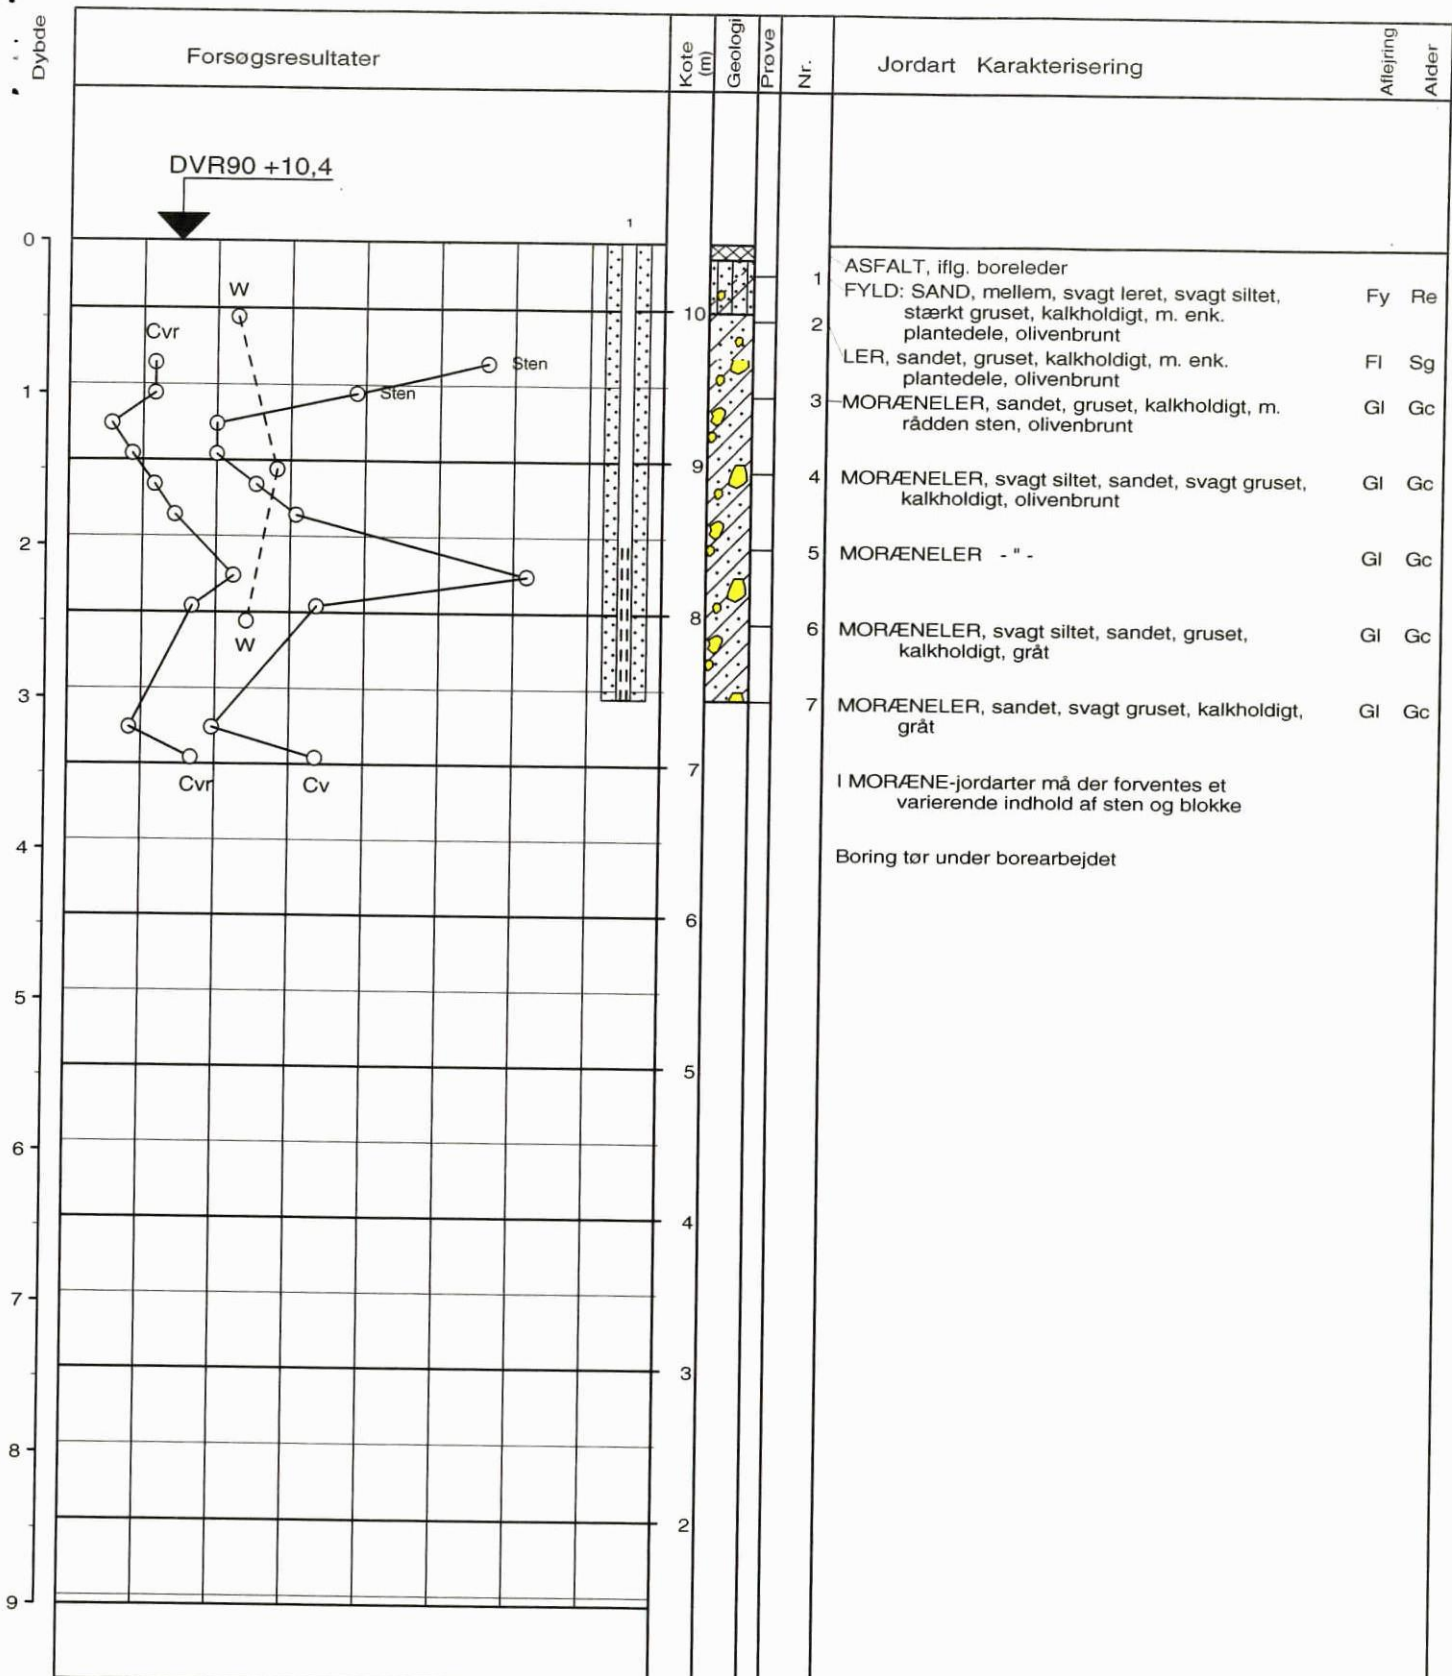 Dybde
Forsøgsresultater
Kote
(m)
Geologi
Prøve
Nr.
Jordart Karakterisering
Aflejring
Alder
DVR90 +10,4
0
1
2
3
4
5
6
7
8
9
W
Cvr
Sten
Sten
W
Cvr
Cv
1
10
9
8
7
6
5
4
3
2
1
ASFALT, iflg. boreleder
FYLD: SAND, mellem, svagt leret, svagt siltet, Fy Re
stærkt gruset, kalkholdigt, m. enk.
plantedele, olivenbrunt
2
LER, sandet, gruset, kalkholdigt, m. enk. Fl Sg
plantedele, olivenbrunt
3 MORÆNELER, sandet, gruset, kalkholdigt, m. Gl Gc
rådden sten, olivenbrunt
4 MORÆNELER, svagt siltet, sandet, svagt gruset, Gl Gc
kalkholdigt, olivenbrunt
5 MORÆNELER - " - Gl Gc
6 MORÆNELER, svagt siltet, sandet, gruset, Gl Gc
kalkholdigt, gråt
7 MORÆNELER, sandet, svagt gruset, kalkholdigt, Gl Gc
gråt
I MORÆNE-jordarter må der forventes et
varierende indhold af sten og blokke
Boring tør under borearbejdet